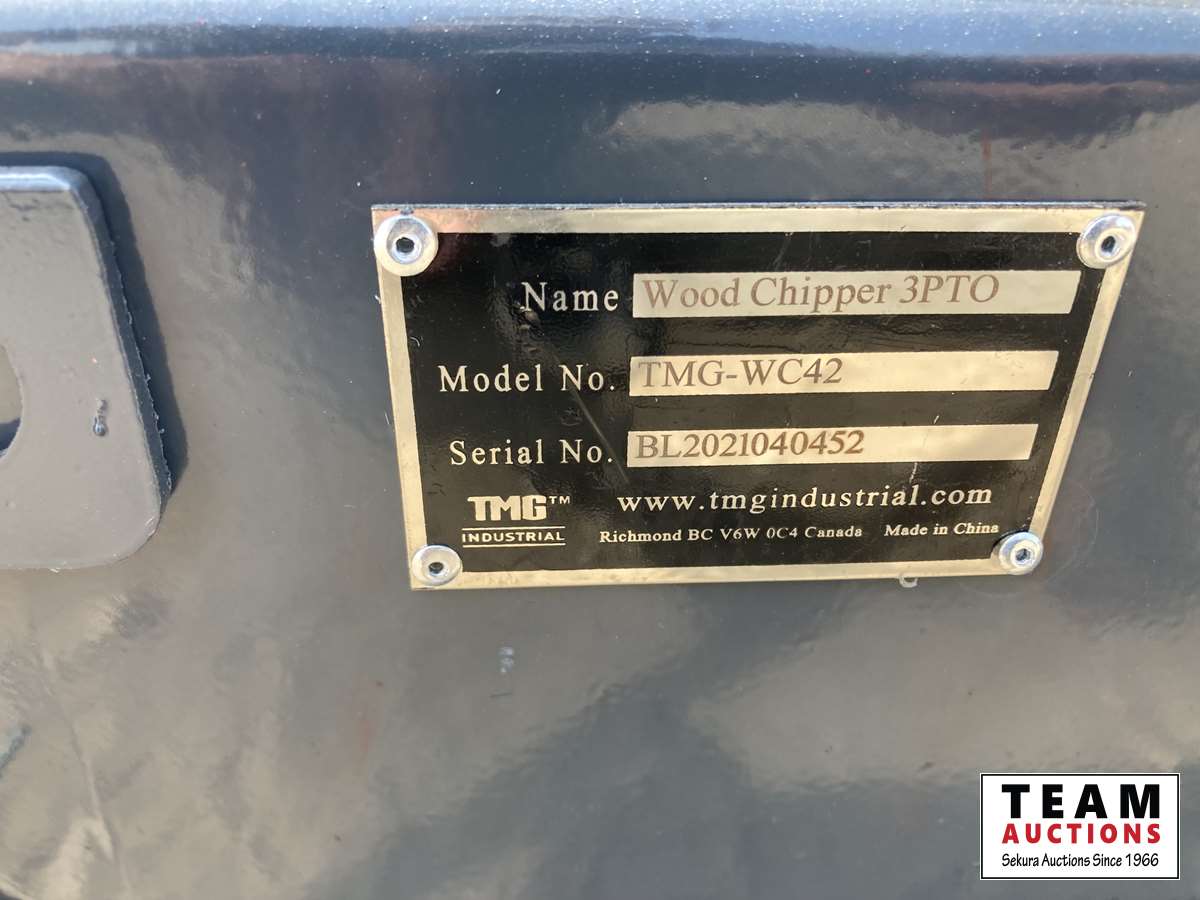 Name Wood Chipper 3PTO
Model No. TMG-WC42
Serial No. BL2021040452
TMG™ www.tmgindustrial.com
INDUSTRIAL Richmond BC V6W 0C4 Canada Made in China
TEAM
AUCTIONS
Sekura Auctions Since 1966